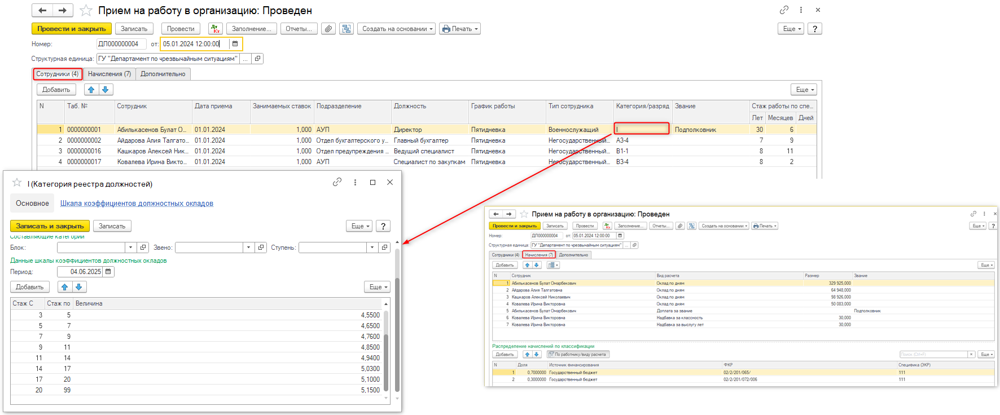 Прием на работу в организацию: Проведен
Провести и закрыть Записать Провести Дт Кт Заполнение... Отчеты... Создать на основании Печать Еще ?
Номер: ДП000000004 от: 05.01.2024 12:00:00
Структурная единица: ГУ "Департамент по чрезвычайным ситуациям" ...
Сотрудники (4) Начисления (7) Дополнительно
Добавить Еще
N Таб. № Сотрудник Дата приема Занимаемых ставок Подразделение Должность График работы Тип сотрудника Категория/разряд Звание Стаж работы по спе...
Лет Месяцев Дней
1 0000000001 Абилькасенов Булат О... 01.01.2024 1,000 АУП Директор Пятидневка Военнослужащий I Подполковник 30 6
2 0000000002 Айдарова Алия Талгато... 01.01.2024 1,000 Отдел бухгалтерского у... Главный бухгалтер Пятидневка Негосударственный... A3-4 7 9
3 0000000016 Кашкаров Алексей Ник... 01.01.2024 1,000 Отдел предупреждения ... Ведущий специалист Пятидневка Негосударственный... B1-1 8 11
4 0000000017 Ковалева Ирина Викто... 01.01.2024 1,000 АУП Специалист по закупкам Пятидневка Негосударственный... B3-4 8 2
I (Категория реестра должностей)
Основное Шкала коэффициентов должностных окладов
Записать и закрыть Записать Еще ?
Составляющие категории
Блок: Звено: Ступень:
Данные шкалы коэффициентов должностных окладов
Период: 04.06.2025
Добавить Еще
Стаж С Стаж по Величина
3 5 4,5500
5 7 4,6500
7 9 4,7600
9 11 4,8500
11 14 4,9400
14 17 5,0300
17 20 5,1000
20 99 5,1500
Прием на работу в организацию: Проведен
Провести и закрыть Записать Провести Дт Кт Заполнение... Отчеты... Создать на основании Печать Еще ?
Номер: ДП000000004 от: 05.01.2024 12:00:00
Структурная единица: ГУ "Департамент по чрезвычайным ситуациям" ...
Сотрудники (4) Начисления (7) Дополнительно
Добавить Еще
N Сотрудник Вид расчета Размер Звание
1 Абилькасенов Булат Омарбекович Оклад по дням 329 925,000
2 Айдарова Алия Талгатовна Оклад по дням 64 948,000
3 Кашкаров Алексей Николаевич Оклад по дням 98 926,000
4 Ковалева Ирина Викторовна Оклад по дням 50 083,000
5 Абилькасенов Булат Омарбекович Доплата за звание Подполковник
6 Ковалева Ирина Викторовна Надбавка за классность 30,000
7 Ковалева Ирина Викторовна Надбавка за выслугу лет 30,000
Распределение начислений по классификации
Добавить По работнику/виду расчета Поиск (Ctrl+F) × Еще
N Доля Источник финансирования ФКР Специфика (ЭКР)
1 0,7000000 Государственный бюджет 02/2/201/065/ 111
2 0,3000000 Государственный бюджет 02/2/201/072/006 111